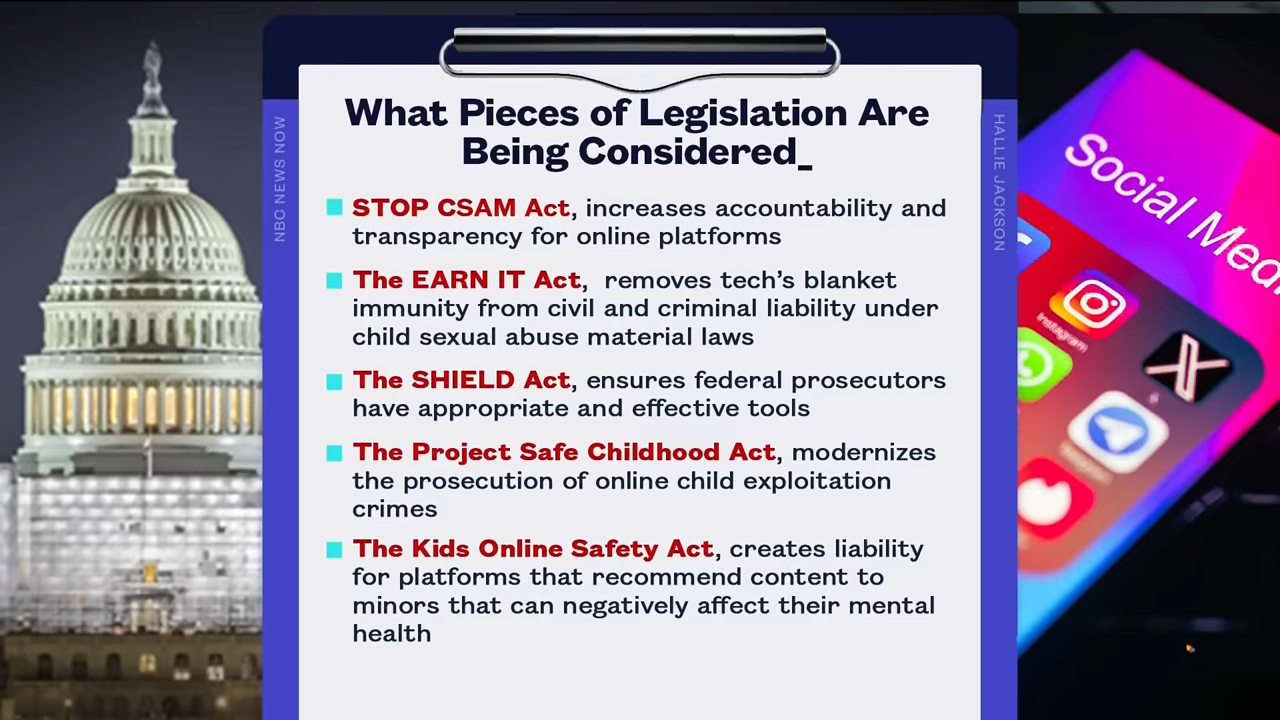 What Pieces of Legislation Are
Being Considered_
STOP CSAM Act, increases accountability and
transparency for online platforms
The EARN IT Act, removes tech's blanket
immunity from civil and criminal liability under
child sexual abuse material laws
The SHIELD Act, ensures federal prosecutors
have appropriate and effective tools
The Project Safe Childhood Act, modernizes
the prosecution of online child exploitation
crimes
The Kids Online Safety Act, creates liability
for platforms that recommend content to
minors that can negatively affect their mental
health
NBC NEWS NOW
HALLIE JACKSON
Social Med
Instagram